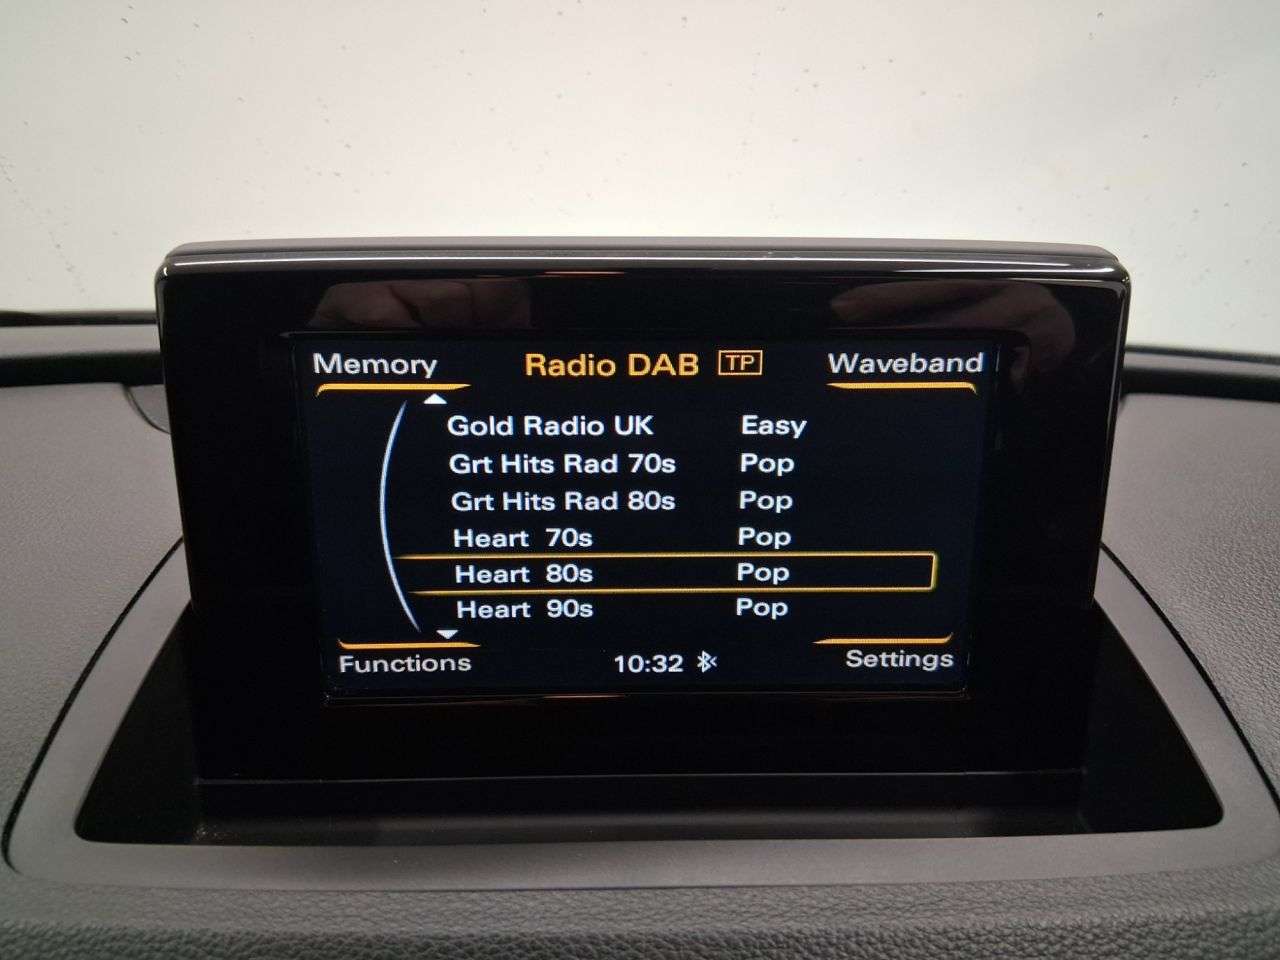 Memory Radio DAB TP Waveband
Gold Radio UK Easy
Grt Hits Rad 70s Pop
Grt Hits Rad 80s Pop
Heart 70s Pop
Heart 80s Pop
Heart 90s Pop
Functions 10:32 Settings